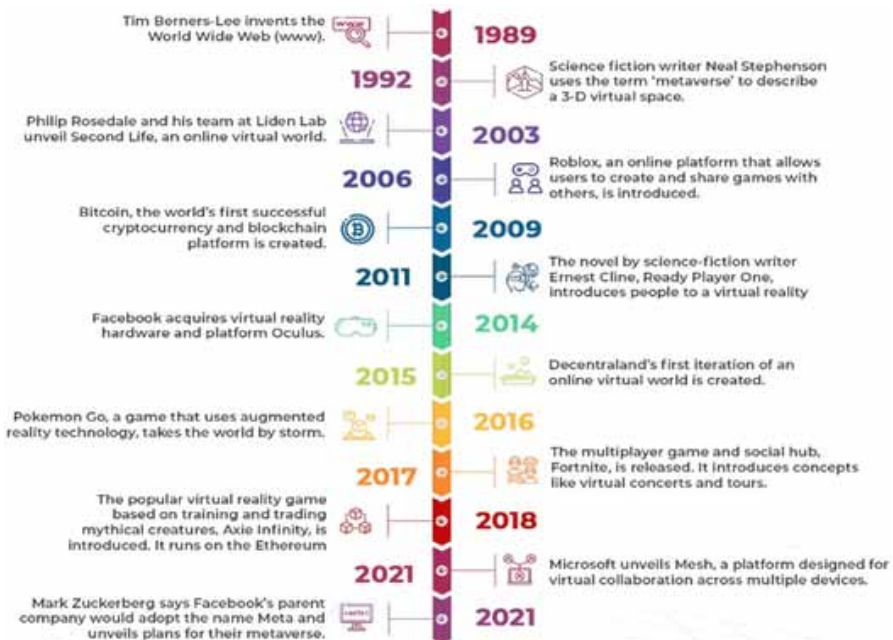 Tim Berners-Lee invents the
World Wide Web (www).
1989
1992
Science fiction writer Neal Stephenson
uses the term ‘metaverse’ to describe
a 3-D virtual space.
Philip Rosedale and his team at Liden Lab
unveil Second Life, an online virtual world.
2003
2006
Roblox, an online platform that allows
users to create and share games with
others, is introduced.
Bitcoin, the world’s first successful
cryptocurrency and blockchain
platform is created.
2009
2011
The novel by science-fiction writer
Ernest Cline, Ready Player One,
introduces people to a virtual reality
Facebook acquires virtual reality
hardware and platform Oculus.
2014
2015
Decentraland’s first iteration of an
online virtual world is created.
Pokemon Go, a game that uses augmented
reality technology, takes the world by storm.
2016
2017
The multiplayer game and social hub,
Fortnite, is released. It introduces concepts
like virtual concerts and tours.
The popular virtual reality game
based on training and trading
mythical creatures, Axie Infinity, is
introduced. It runs on the Ethereum
2018
2021
Microsoft unveils Mesh, a platform designed for
virtual collaboration across multiple devices.
Mark Zuckerberg says Facebook’s parent
company would adopt the name Meta and
unveils plans for their metaverse.
2021